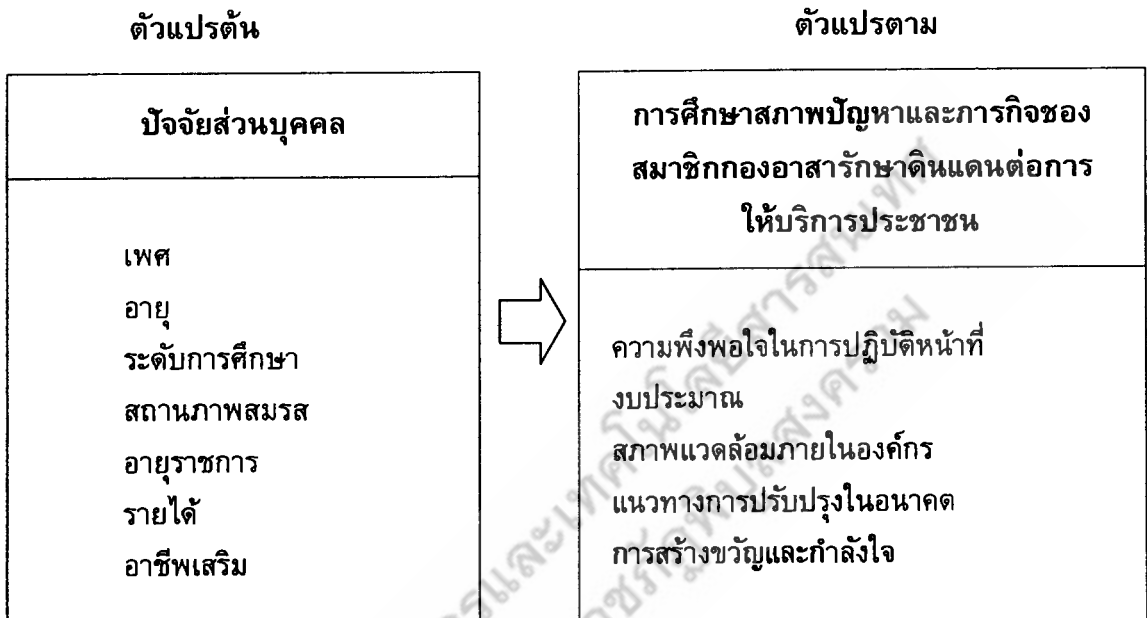 ตัวแปรต้น
ตัวแปรตาม
ปัจจัยส่วนบุคคล
เพศ
อายุ
ระดับการศึกษา
สถานภาพสมรส
อายุราชการ
รายได้
อาชีพเสริม
การศึกษาสภาพปัญหาและภารกิจชอง
สมาชิกกองอาสารักษาดินแดนต่อการ
ให้บริการประชาชน
ความพึงพอใจในการปฏิบัติหน้าที่
งบประมาณ
สภาพแวดล้อมภายในองค์กร
แนวทางการปรับปรุงในอนาคต
การสร้างขวัญและกำลังใจ